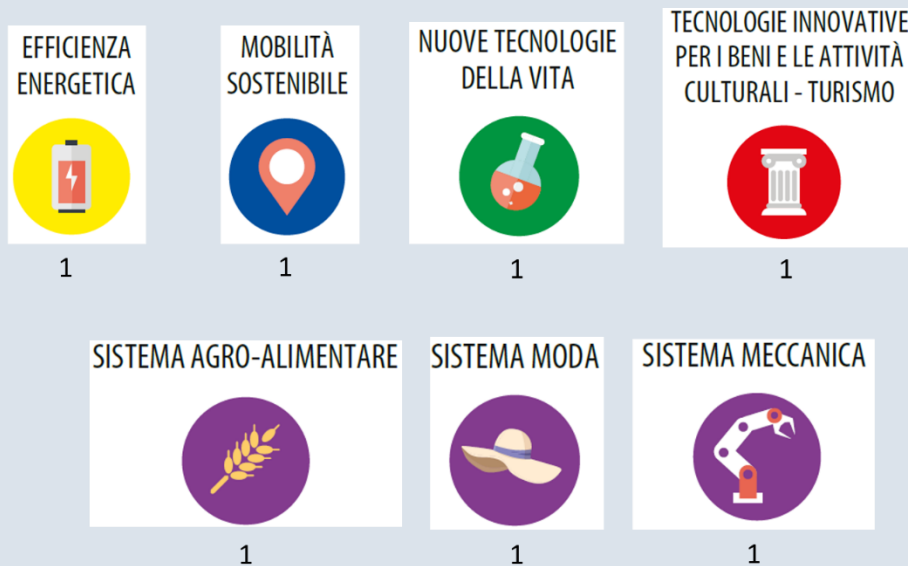 EFFICIENZA
ENERGETICA
1
MOBILITÀ
SOSTENIBILE
1
NUOVE TECNOLOGIE
DELLA VITA
1
TECNOLOGIE INNOVATIVE
PER I BENI E LE ATTIVITÀ
CULTURALI - TURISMO
1
SISTEMA AGRO-ALIMENTARE
1
SISTEMA MODA
1
SISTEMA MECCANICA
1